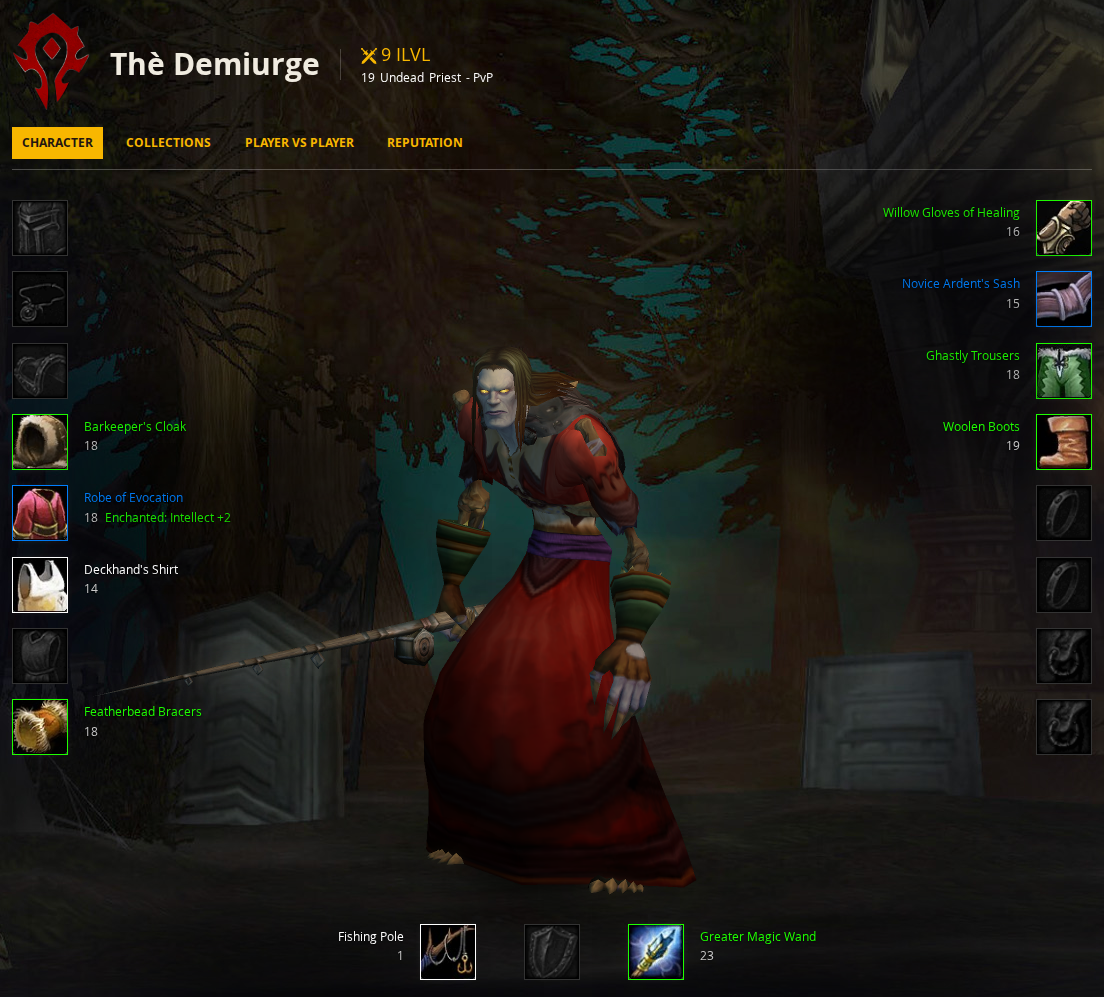 Thè Demiurge
9 ILVL
19 Undead Priest - PvP
CHARACTER
COLLECTIONS
PLAYER VS PLAYER
REPUTATION
Barkeeper's Cloak
18
Robe of Evocation
18 Enchanted: Intellect +2
Deckhand's Shirt
14
Featherbead Bracers
18
Willow Gloves of Healing
16
Novice Ardent's Sash
15
Ghastly Trousers
18
Woolen Boots
19
Fishing Pole
1
Greater Magic Wand
23